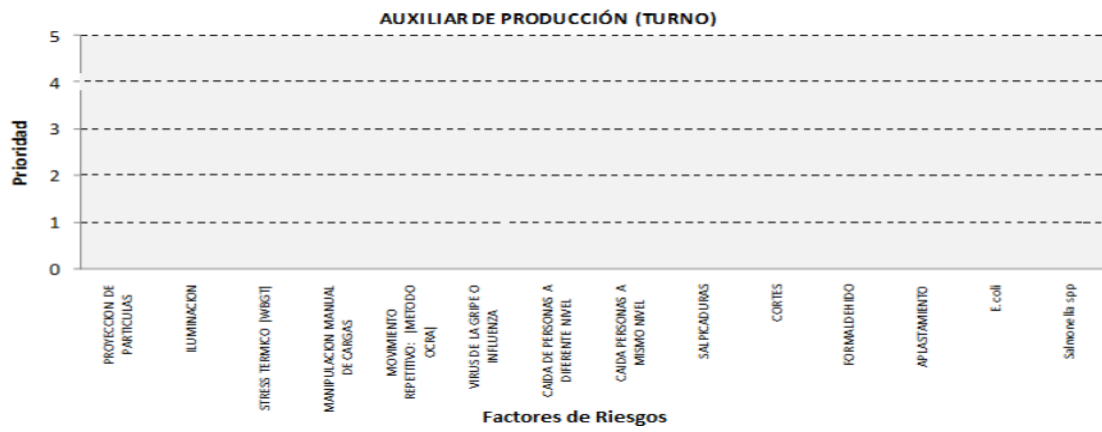 AUXILIAR DE PRODUCCIÓN (TURNO)
5
4
3
2
1
0
Prioridad
PROYECCION DE
PARTICULAS
ILUMINACION
STRESS TERMICO |WBGT|
MANIPULACION MANUAL
DE CARGAS
MOVIMIENTO
REPETITIVO: |METODO
OCRA|
VIRUS DE LA GRIPE O
INFLUENZA
CAIDA DE PERSONAS A
DIFERENTE NIVEL
CAIDA PERSONAS A
MISMO NIVEL
SALPICADURAS
CORTES
FORMALDEHIDO
APLASTAMIENTO
E.coli
Salmonella spp
Factores de Riesgos